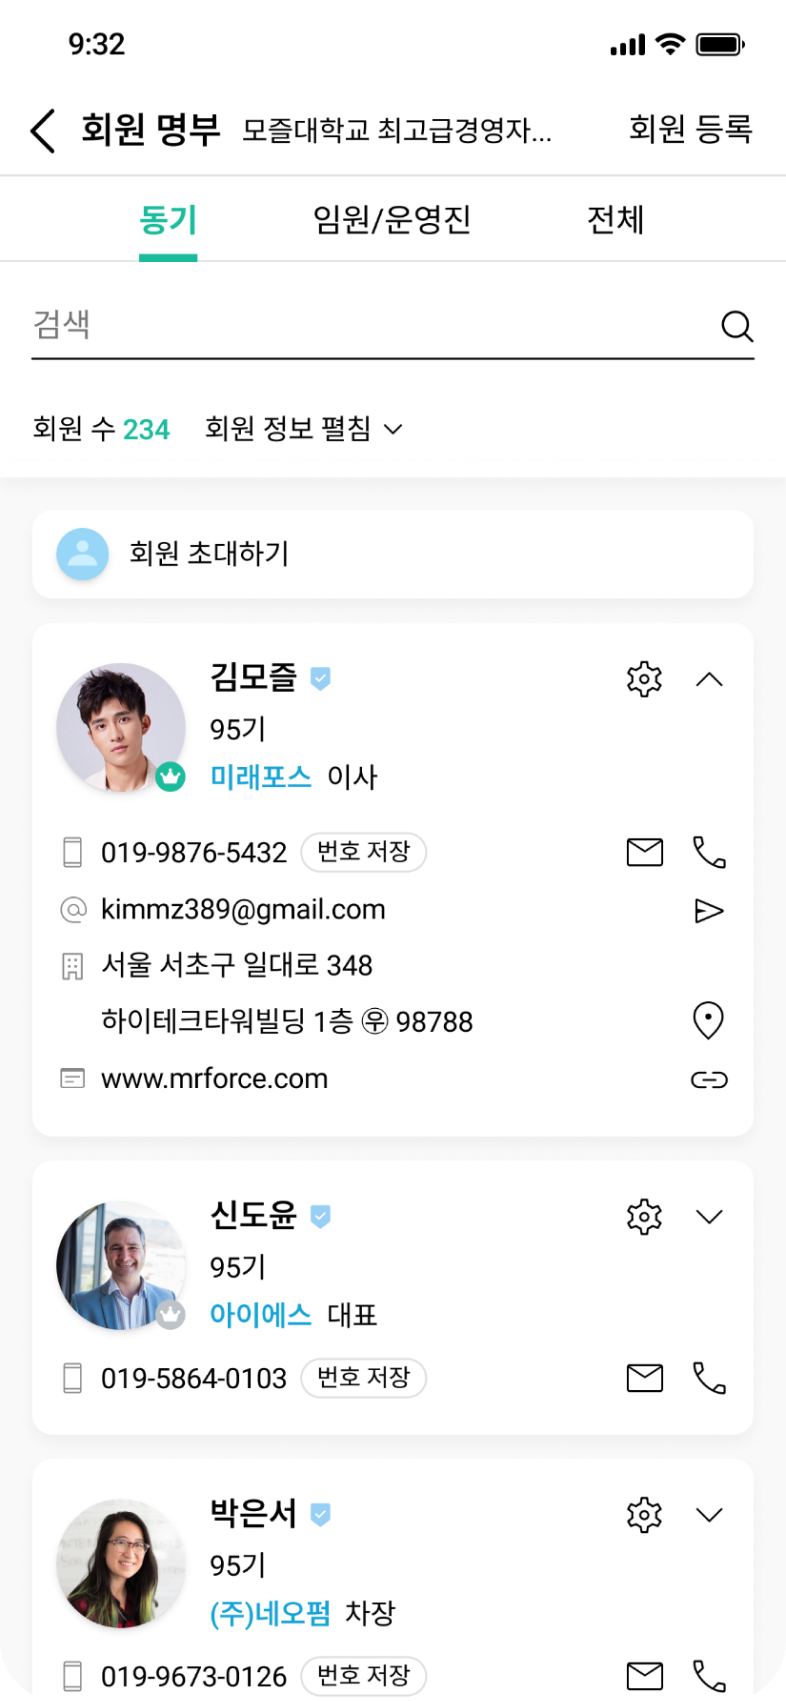 9:32
회원 명부 모즐대학교 최고급경영자... 회원 등록
동기 임원/운영진 전체
검색
회원 수 234 회원 정보 펼침
회원 초대하기
김모즐
95기
미래포스 이사
019-9876-5432 번호 저장
kimmz389@gmail.com
서울 서초구 일대로 348
하이테크타워빌딩 1층 ㉾ 98788
www.mrforce.com
신도윤
95기
아이에스 대표
019-5864-0103 번호 저장
박은서
95기
(주)네오펌 차장
019-9673-0126 번호 저장